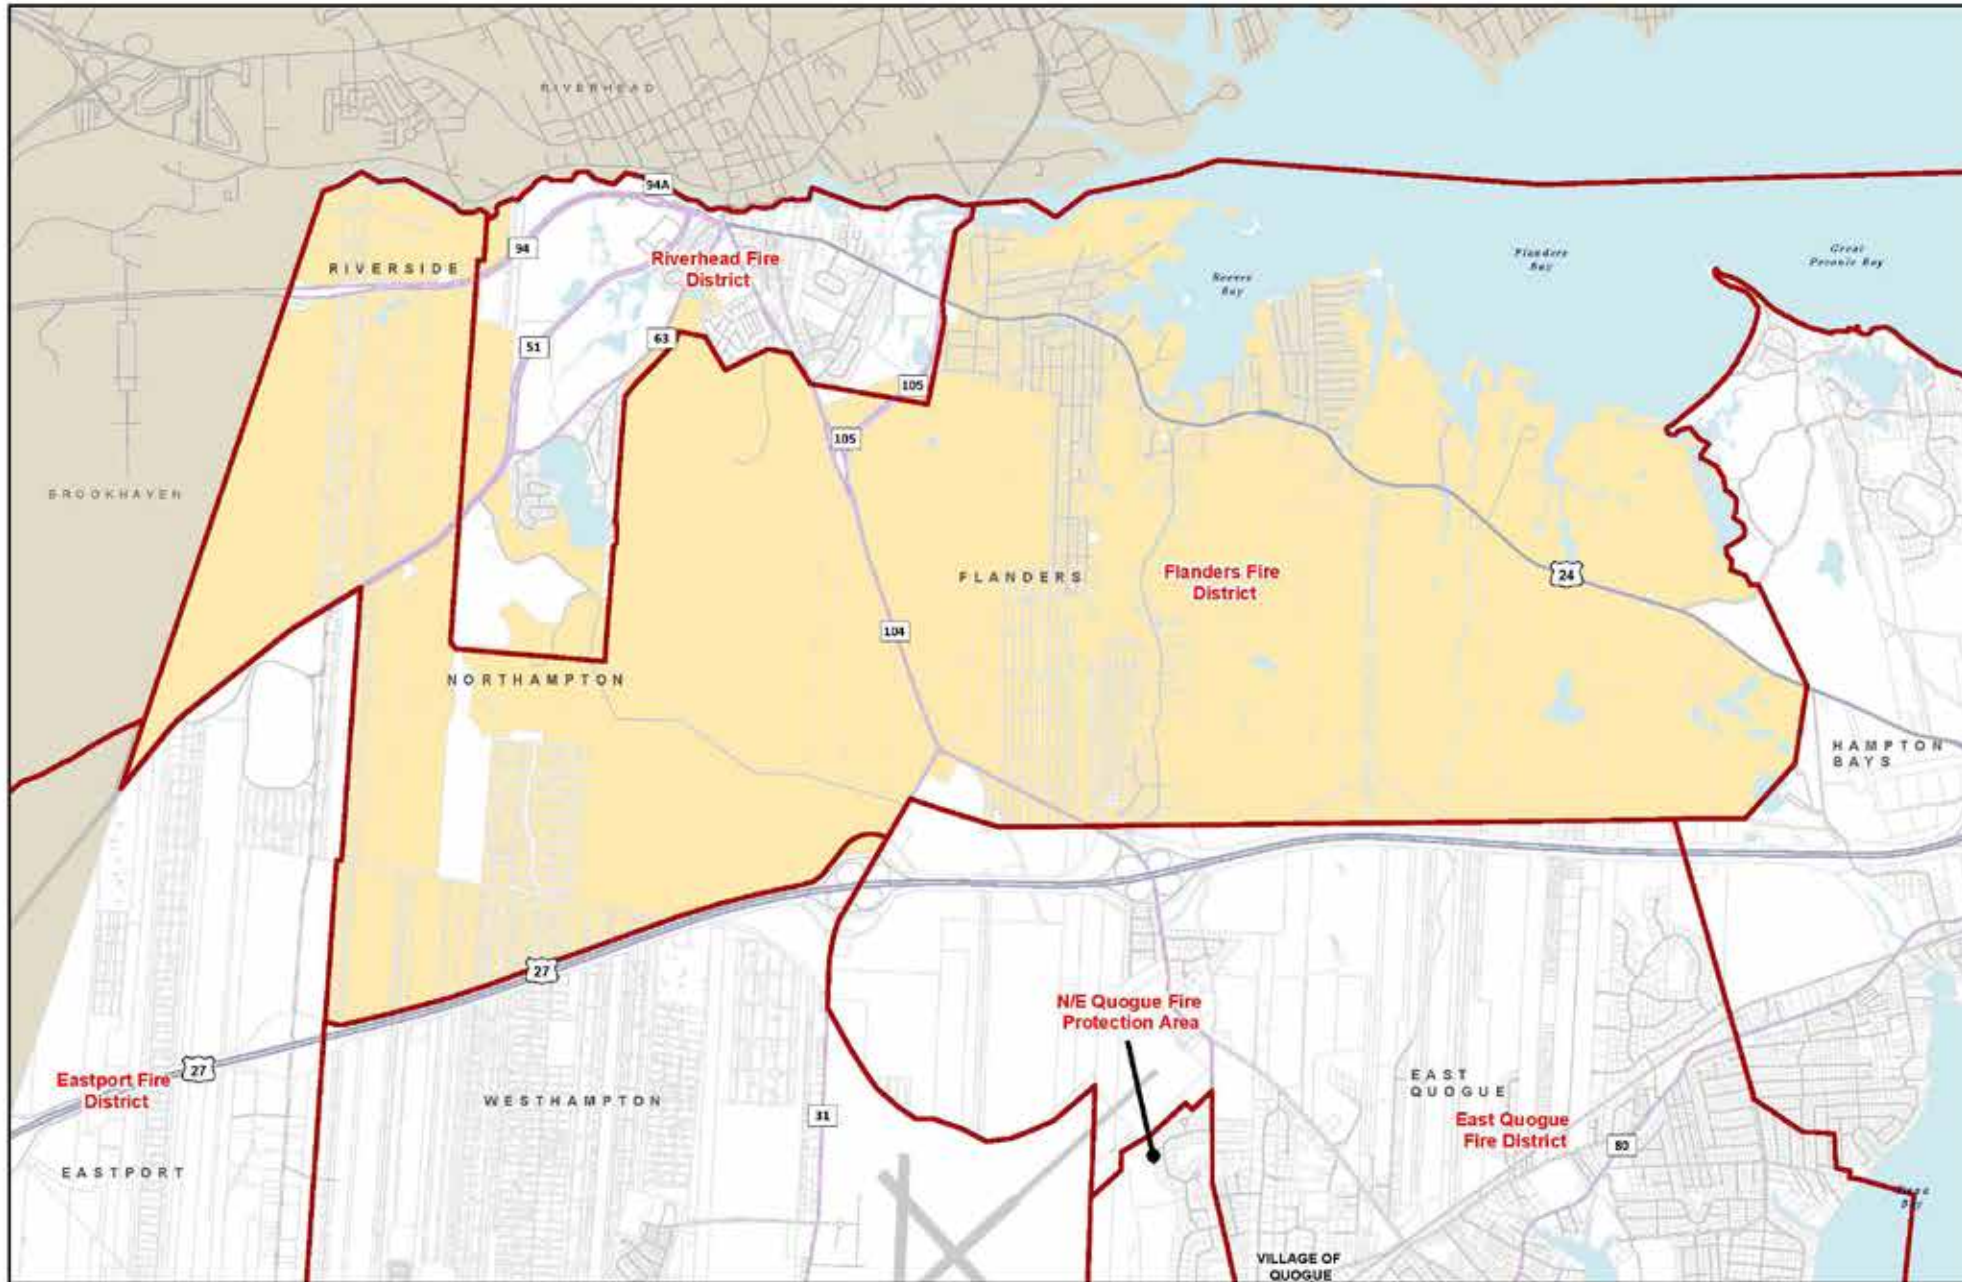 RIVERHEAD
94A
94
RIVERSIDE
Riverhead Fire
District
Reeves
Bay
Flanders
Bay
Great
Peconic Bay
51
63
105
105
BROOKHAVEN
FLANDERS
Flanders Fire
District
24
104
NORTHAMPTON
HAMPTON
BAYS
27
N/E Quogue Fire
Protection Area
27
Eastport Fire
District
WESTHAMPTON
31
EAST
QUOGUE
East Quogue
Fire District
80
EASTPORT
Bay
VILLAGE OF
QUOGUE